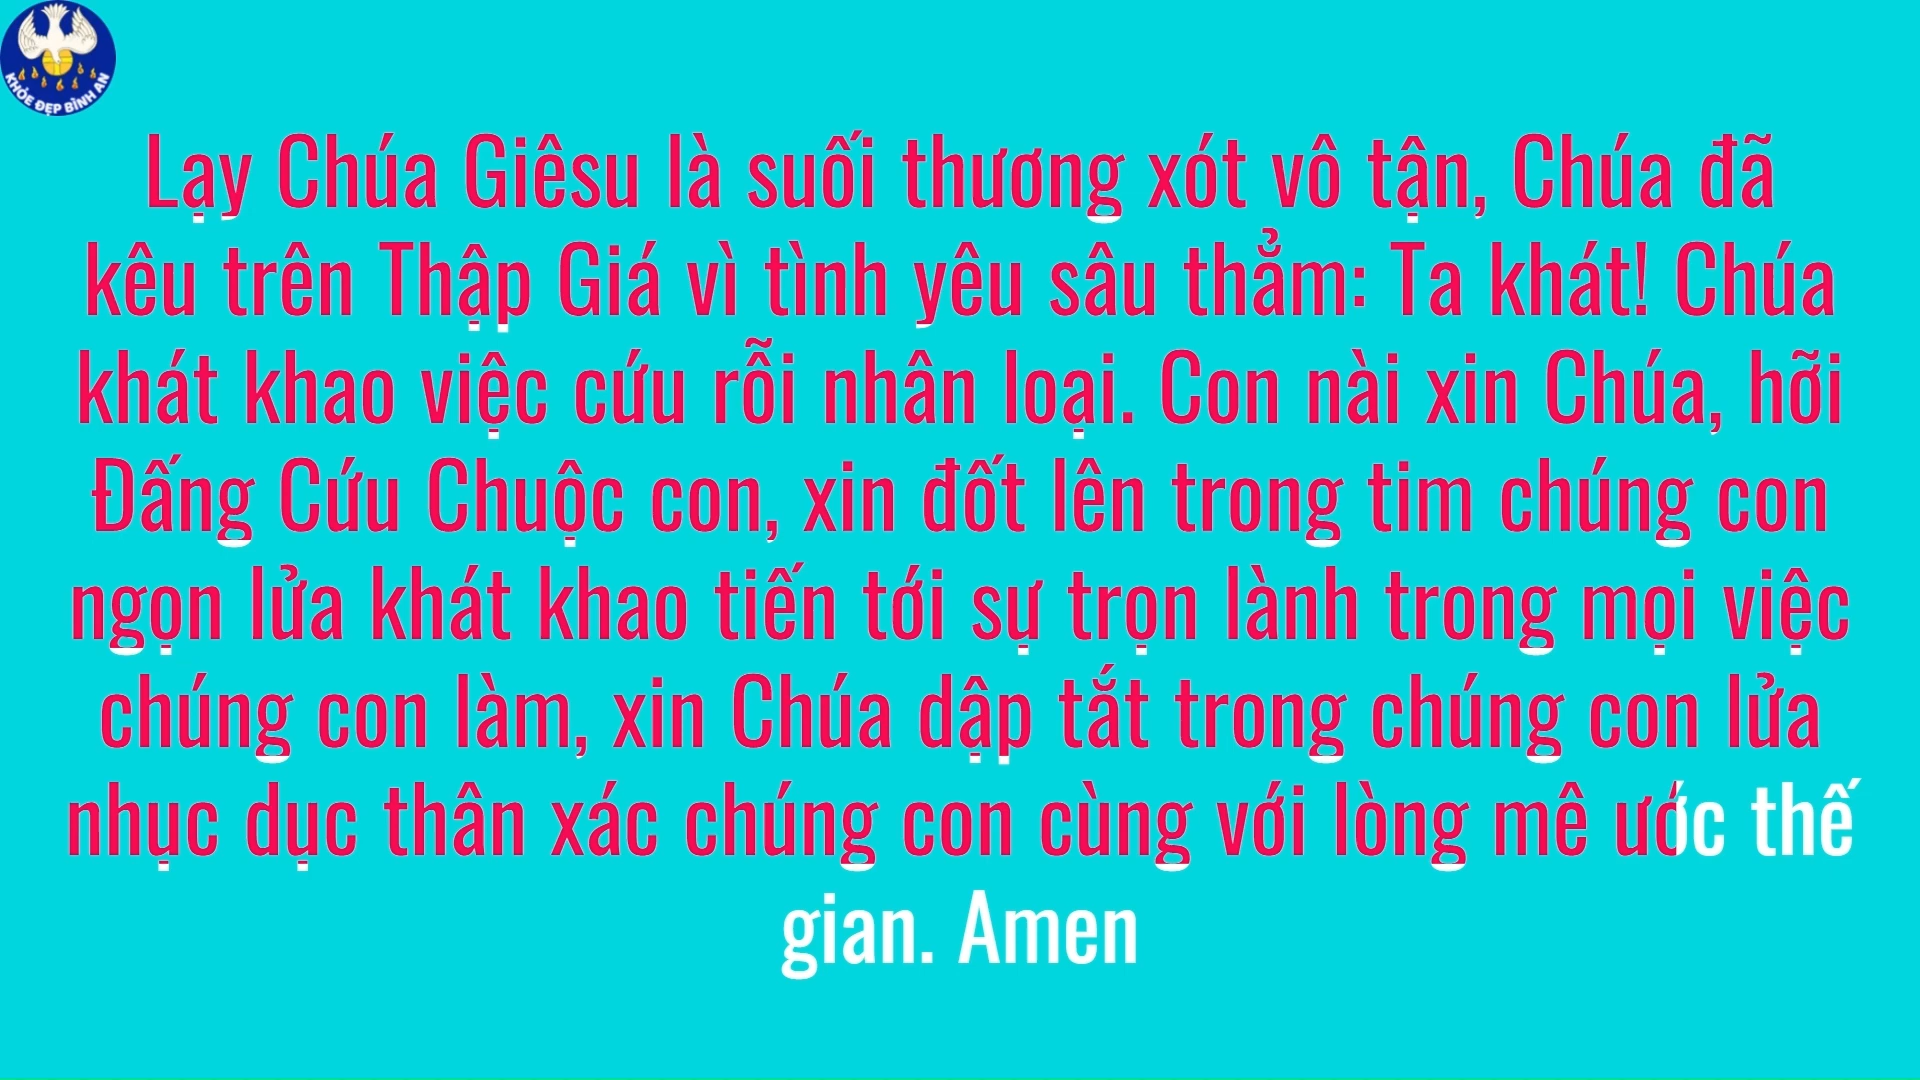 KHỎE ĐẸP BÌNH AN
Lạy Chúa Giêsu là suối thương xót vô tận, Chúa đã
kêu trên Thập Giá vì tình yêu sâu thẳm: Ta khát! Chúa
khát khao việc cứu rỗi nhân loại. Con nài xin Chúa, hỡi
Đấng Cứu Chuộc con, xin đốt lên trong tim chúng con
ngọn lửa khát khao tiến tới sự trọn lành trong mọi việc
chúng con làm, xin Chúa dập tắt trong chúng con lửa
nhục dục thân xác chúng con cùng với lòng mê ước thế
gian. Amen